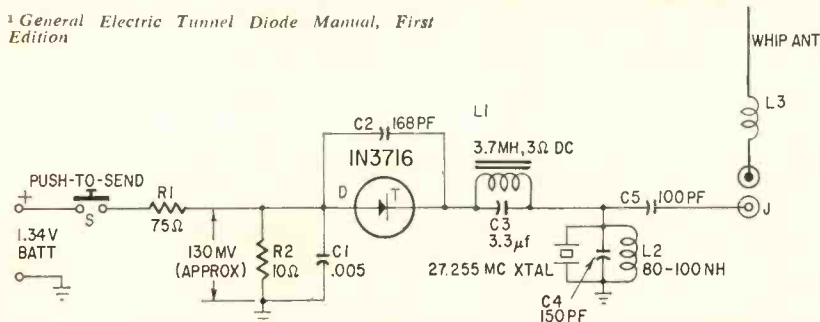 ¹ General Electric Tunnel Diode Manual, First
Edition
WHIP ANT
L3
L1
C2 168PF
3.7MH, 3Ω DC
1N3716
PUSH-TO-SEND
R1
D
T
C5 100PF
+
S
C3
J
75Ω
3.3μf
1.34V
BATT
130MV
(APPROX)
R2
10Ω
C1
.005
27.255 MC XTAL
L2
80-100NH
C4
150PF